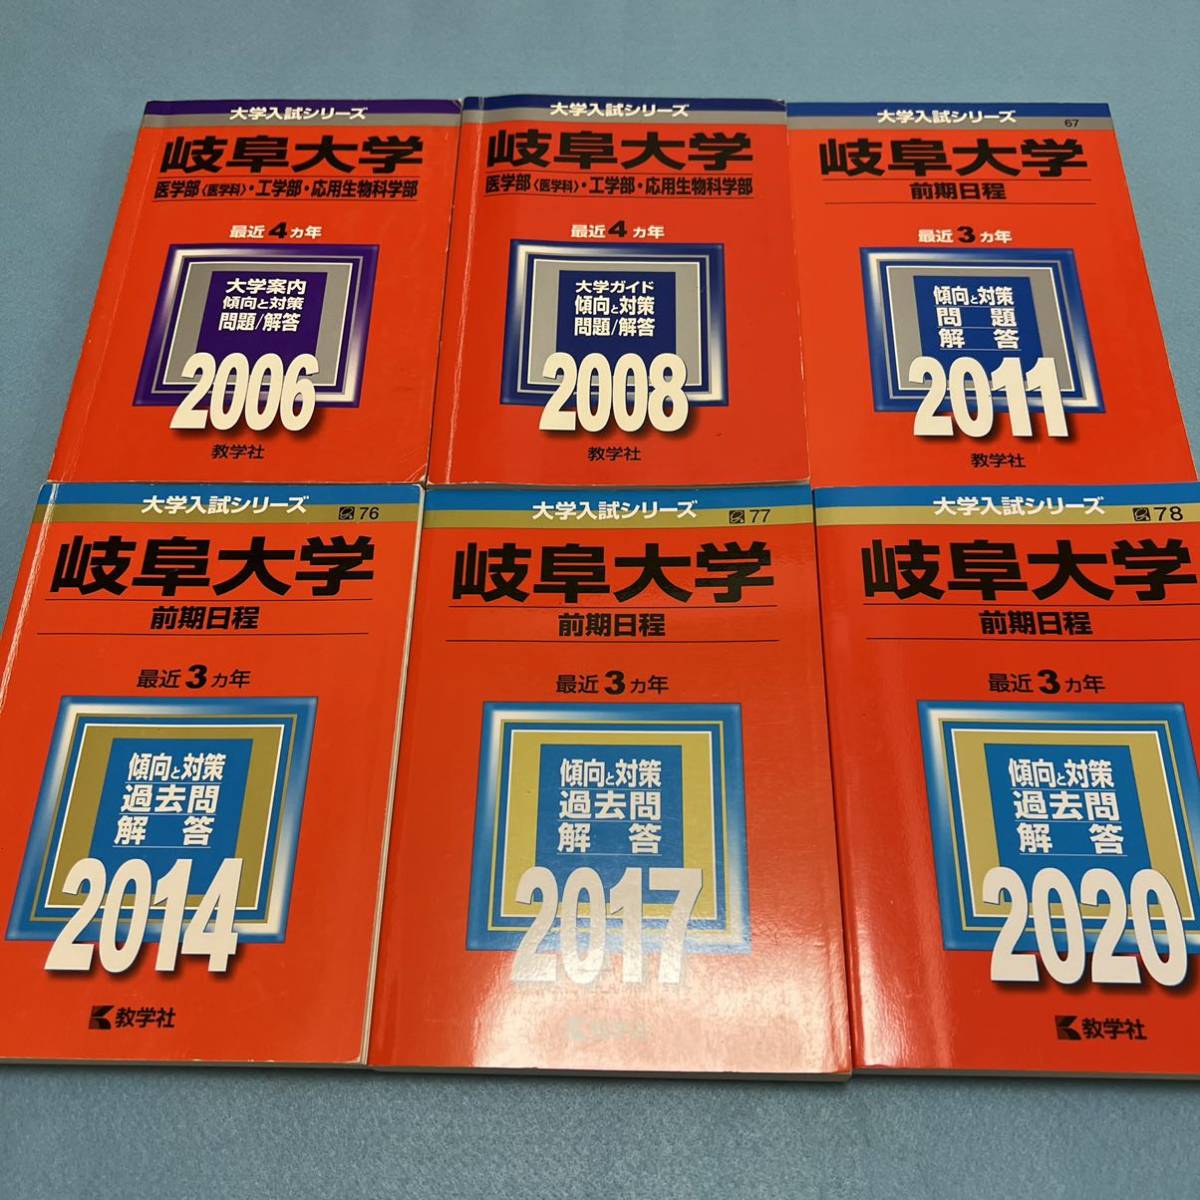 大学入試シリーズ
岐阜大学
医学部〈医学科〉・工学部・応用生物科学部
最近4ヵ年
大学案内
傾向と対策
問題/解答
2006
教学社
大学入試シリーズ
岐阜大学
医学部〈医学科〉・工学部・応用生物科学部
最近4ヵ年
大学ガイド
傾向と対策
問題/解答
2008
教学社
大学入試シリーズ
67
岐阜大学
前期日程
最近3ヵ年
傾向と対策
問題
解答
2011
教学社
大学入試シリーズ
76
岐阜大学
前期日程
最近3ヵ年
傾向と対策
過去問
解答
2014
教学社
大学入試シリーズ
77
岐阜大学
前期日程
最近3ヵ年
傾向と対策
過去問
解答
2017
教学社
大学入試シリーズ
78
岐阜大学
前期日程
最近3ヵ年
傾向と対策
過去問
解答
2020
教学社